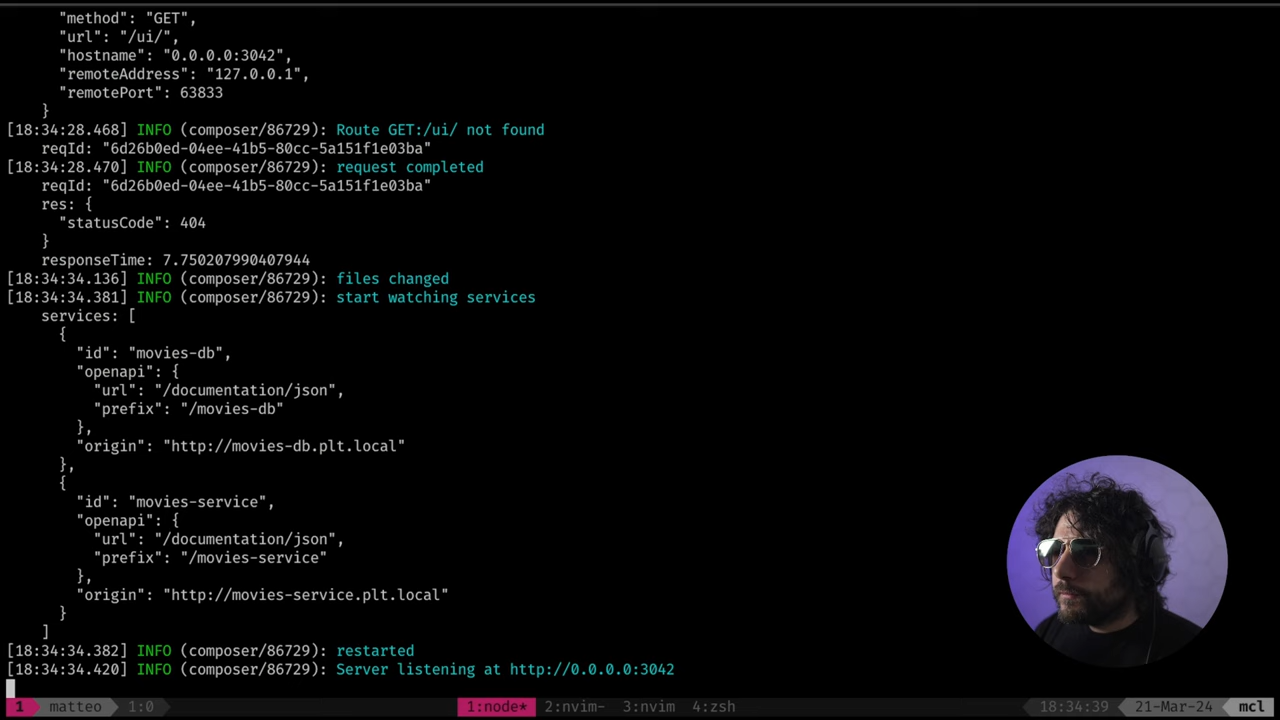 "method": "GET",
"url": "/ui/",
"hostname": "0.0.0.0:3042",
"remoteAddress": "127.0.0.1",
"remotePort": 63833
}
[18:34:28.468] INFO (composer/86729): Route GET:/ui/ not found
reqId: "6d26b0ed-04ee-41b5-80cc-5a151f1e03ba"
[18:34:28.470] INFO (composer/86729): request completed
reqId: "6d26b0ed-04ee-41b5-80cc-5a151f1e03ba"
res: {
"statusCode": 404
}
responseTime: 7.750207990407944
[18:34:34.136] INFO (composer/86729): files changed
[18:34:34.381] INFO (composer/86729): start watching services
services: [
{
"id": "movies-db",
"openapi": {
"url": "/documentation/json",
"prefix": "/movies-db"
},
"origin": "http://movies-db.plt.local"
},
{
"id": "movies-service",
"openapi": {
"url": "/documentation/json",
"prefix": "/movies-service"
},
"origin": "http://movies-service.plt.local"
}
]
[18:34:34.382] INFO (composer/86729): restarted
[18:34:34.420] INFO (composer/86729): Server listening at http://0.0.0.0:3042
1 matteo 1:0 1:node* 2:nvim- 3:nvim 4:zsh 18:34:39 21-Mar-24 mcl